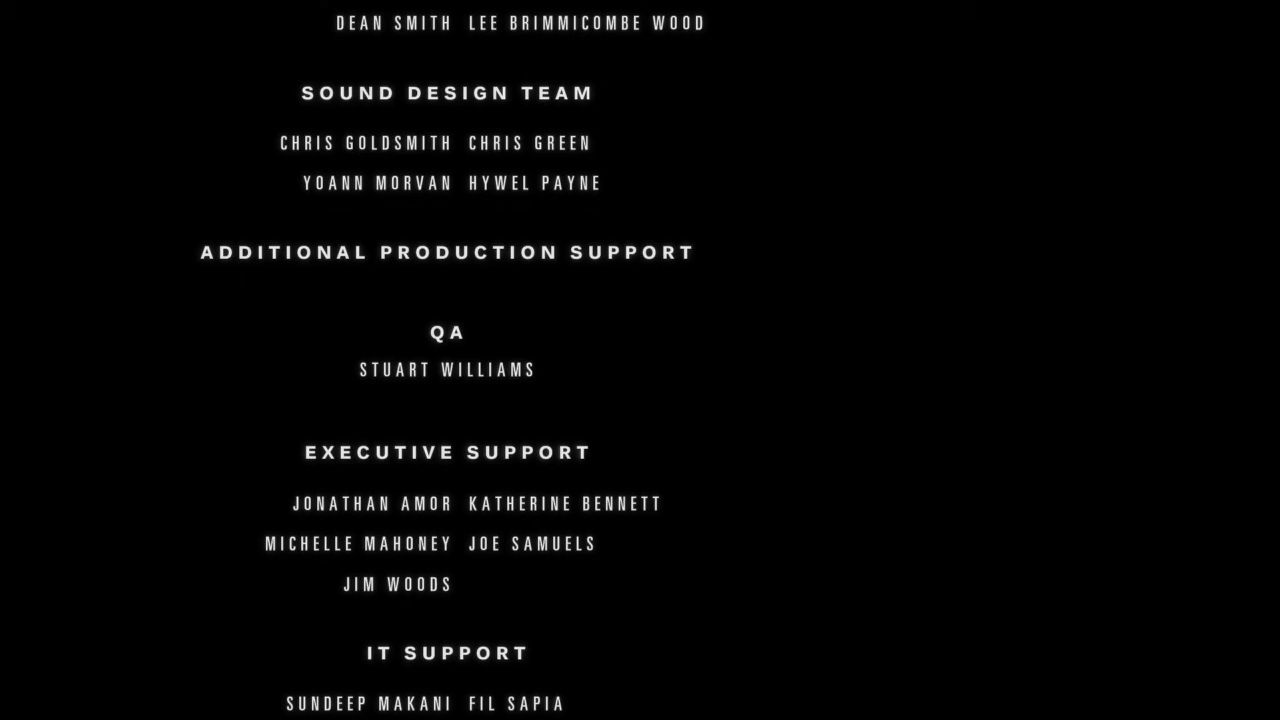 DEAN SMITH LEE BRIMMICOMBE WOOD
SOUND DESIGN TEAM
CHRIS GOLDSMITH CHRIS GREEN
YOANN MORVAN HYWEL PAYNE
ADDITIONAL PRODUCTION SUPPORT
QA
STUART WILLIAMS
EXECUTIVE SUPPORT
JONATHAN AMOR KATHERINE BENNETT
MICHELLE MAHONEY JOE SAMUELS
JIM WOODS
IT SUPPORT
SUNDEEP MAKANI FIL SAPIA